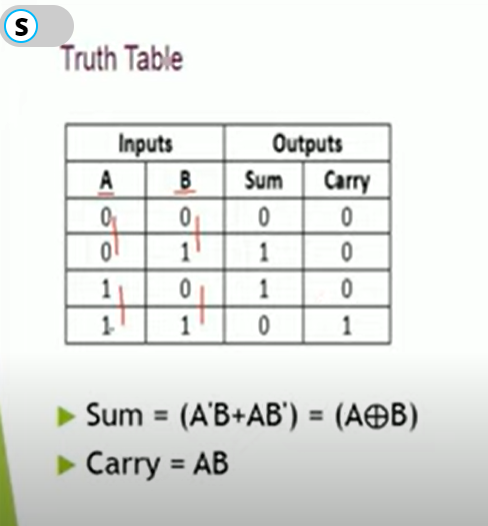 S
Truth Table
Inputs Outputs
A B Sum Carry
0 0 0 0
0 1 1 0
1 0 1 0
1 1 0 1
Sum = (A'B+AB') = (A⊕B)
Carry = AB